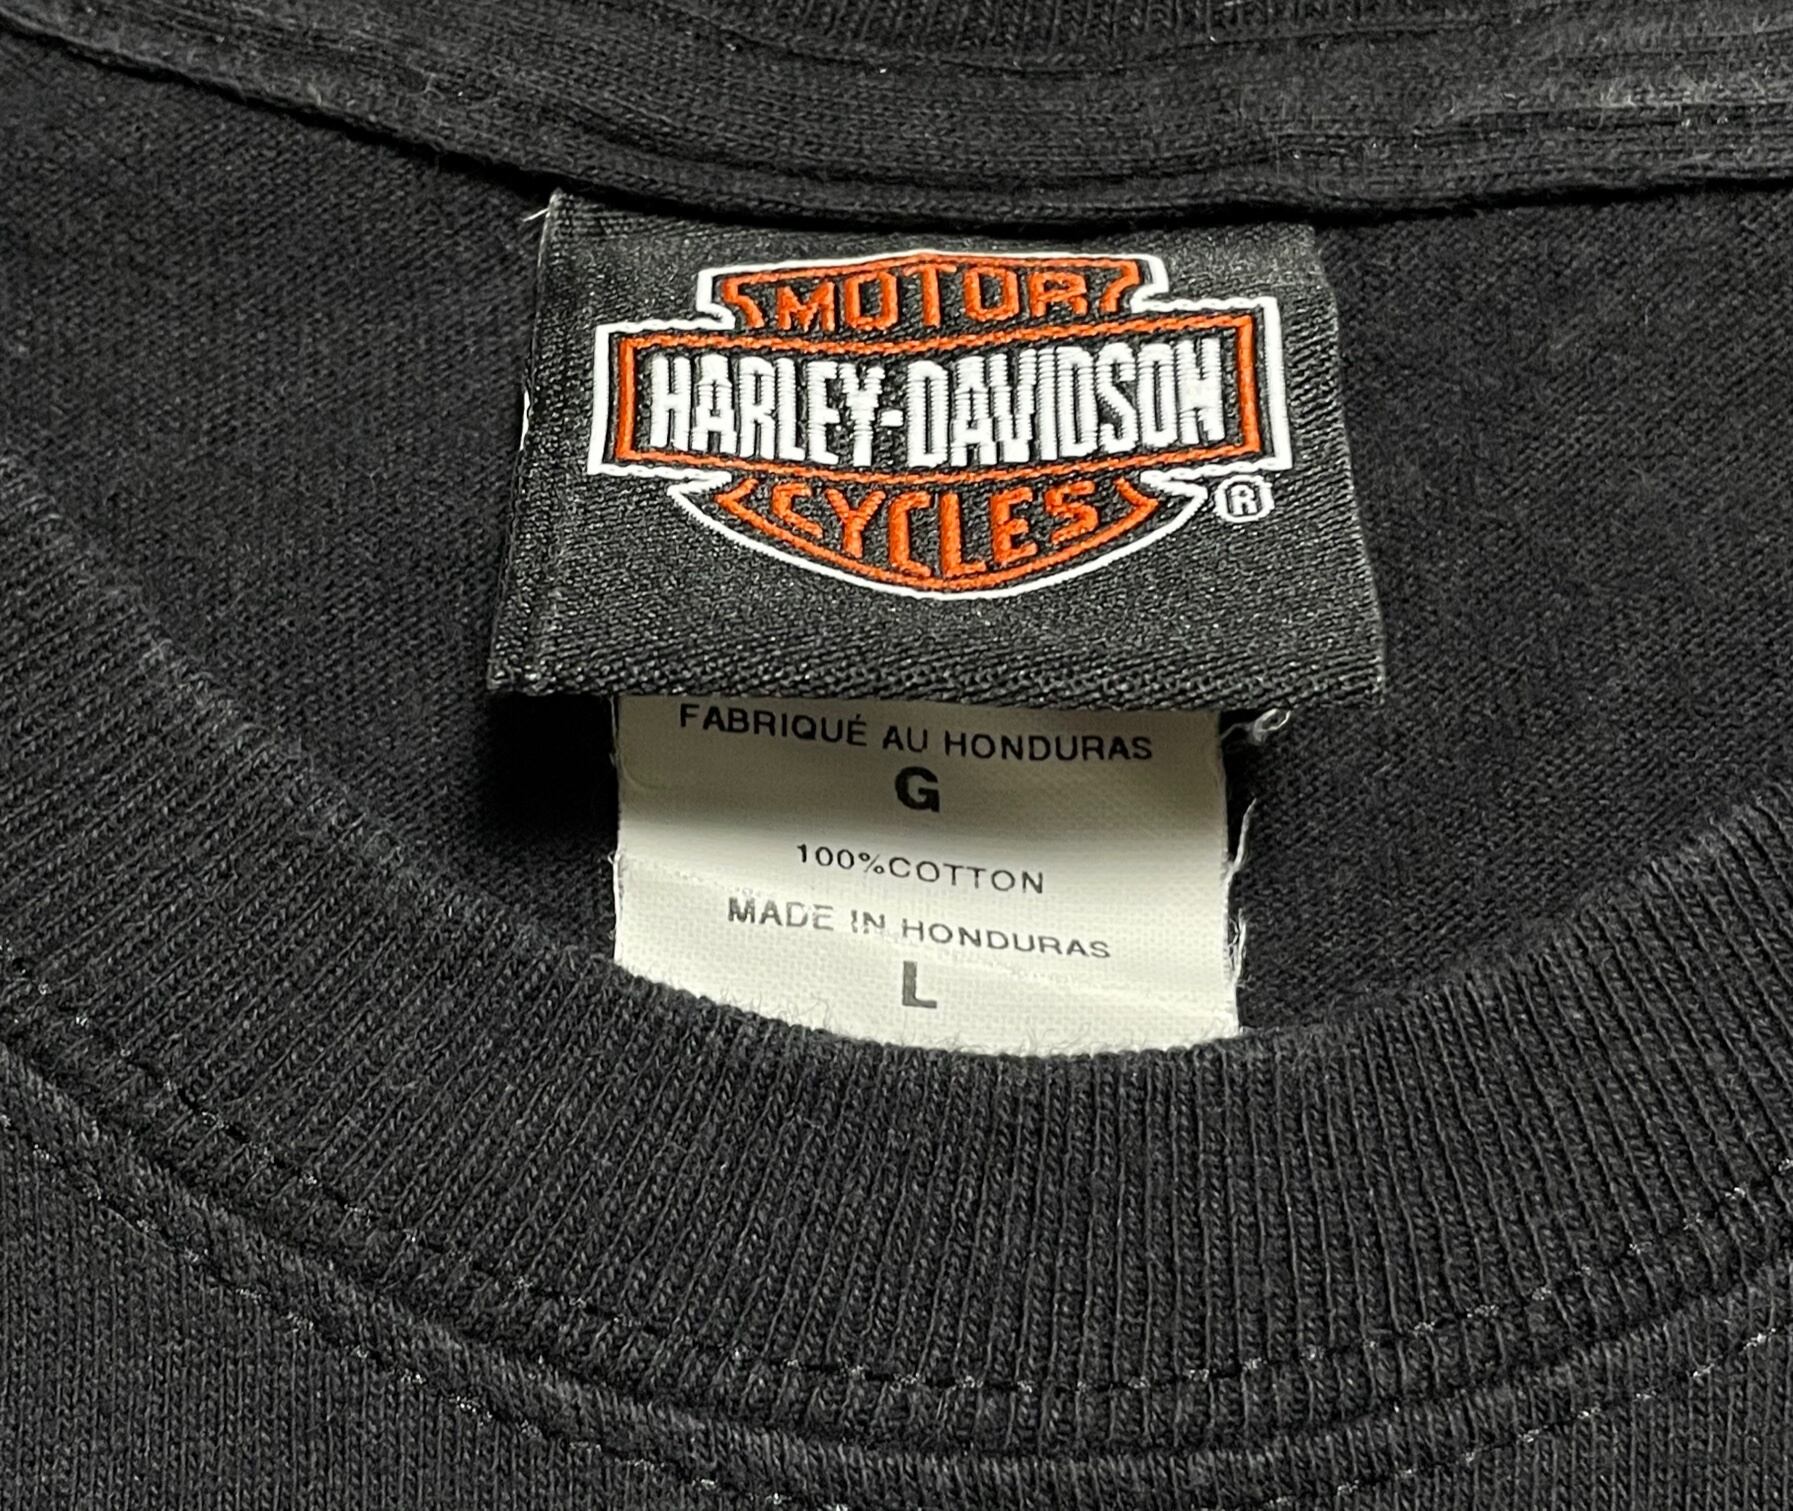 MOTOR
HARLEY-DAVIDSON
CYCLES
®
FABRIQUÉ AU HONDURAS
G
100%COTTON
MADE IN HONDURAS
L